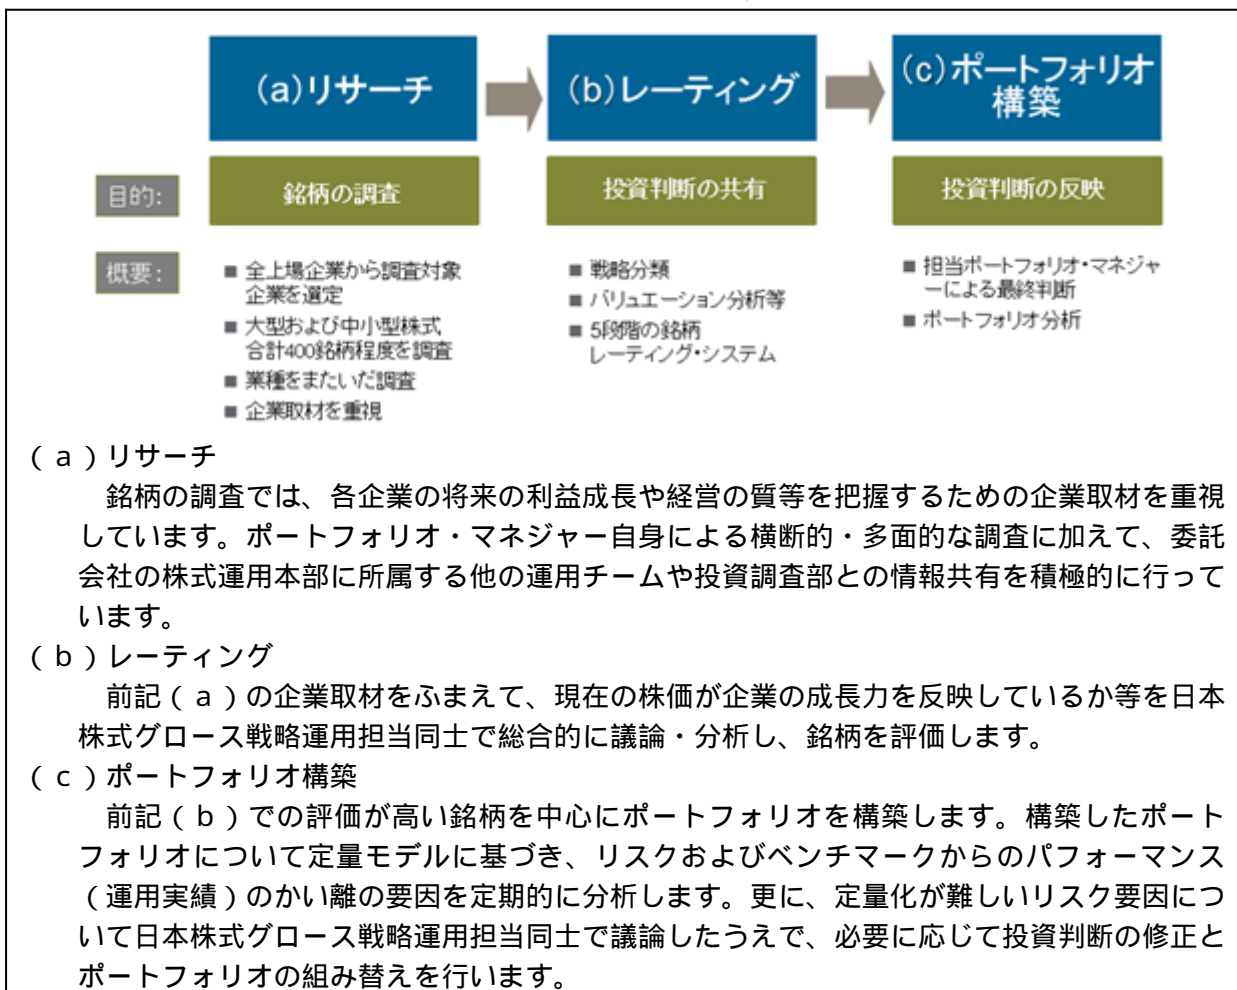 (a)リサーチ
(b)レーティング
(c)ポートフォリオ
構築
目的:
銘柄の調査
投資判断の共有
投資判断の反映
概要:
■ 全上場企業から調査対象
企業を選定
■ 大型および中小型株式
合計400銘柄程度を調査
■ 業種をまたいだ調査
■ 企業取材を重視
■ 戦略分類
■ バリュエーション分析等
■ 5段階の銘柄
レーティング・システム
■ 担当ポートフォリオ・マネジャ
ーによる最終判断
■ ポートフォリオ分析
(a)リサーチ
銘柄の調査では、各企業の将来の利益成長や経営の質等を把握するための企業取材を重視
しています。ポートフォリオ・マネジャー自身による横断的・多面的な調査に加えて、委託
会社の株式運用本部に所属する他の運用チームや投資調査部との情報共有を積極的に行って
います。
(b)レーティング
前記(a)の企業取材をふまえて、現在の株価が企業の成長力を反映しているか等を日本
株式グロース戦略運用担当同士で総合的に議論・分析し、銘柄を評価します。
(c)ポートフォリオ構築
前記(b)での評価が高い銘柄を中心にポートフォリオを構築します。構築したポート
フォリオについて定量モデルに基づき、リスクおよびベンチマークからのパフォーマンス
(運用実績)のかい離の要因を定期的に分析します。更に、定量化が難しいリスク要因につ
いて日本株式グロース戦略運用担当同士で議論したうえで、必要に応じて投資判断の修正と
ポートフォリオの組み替えを行います。